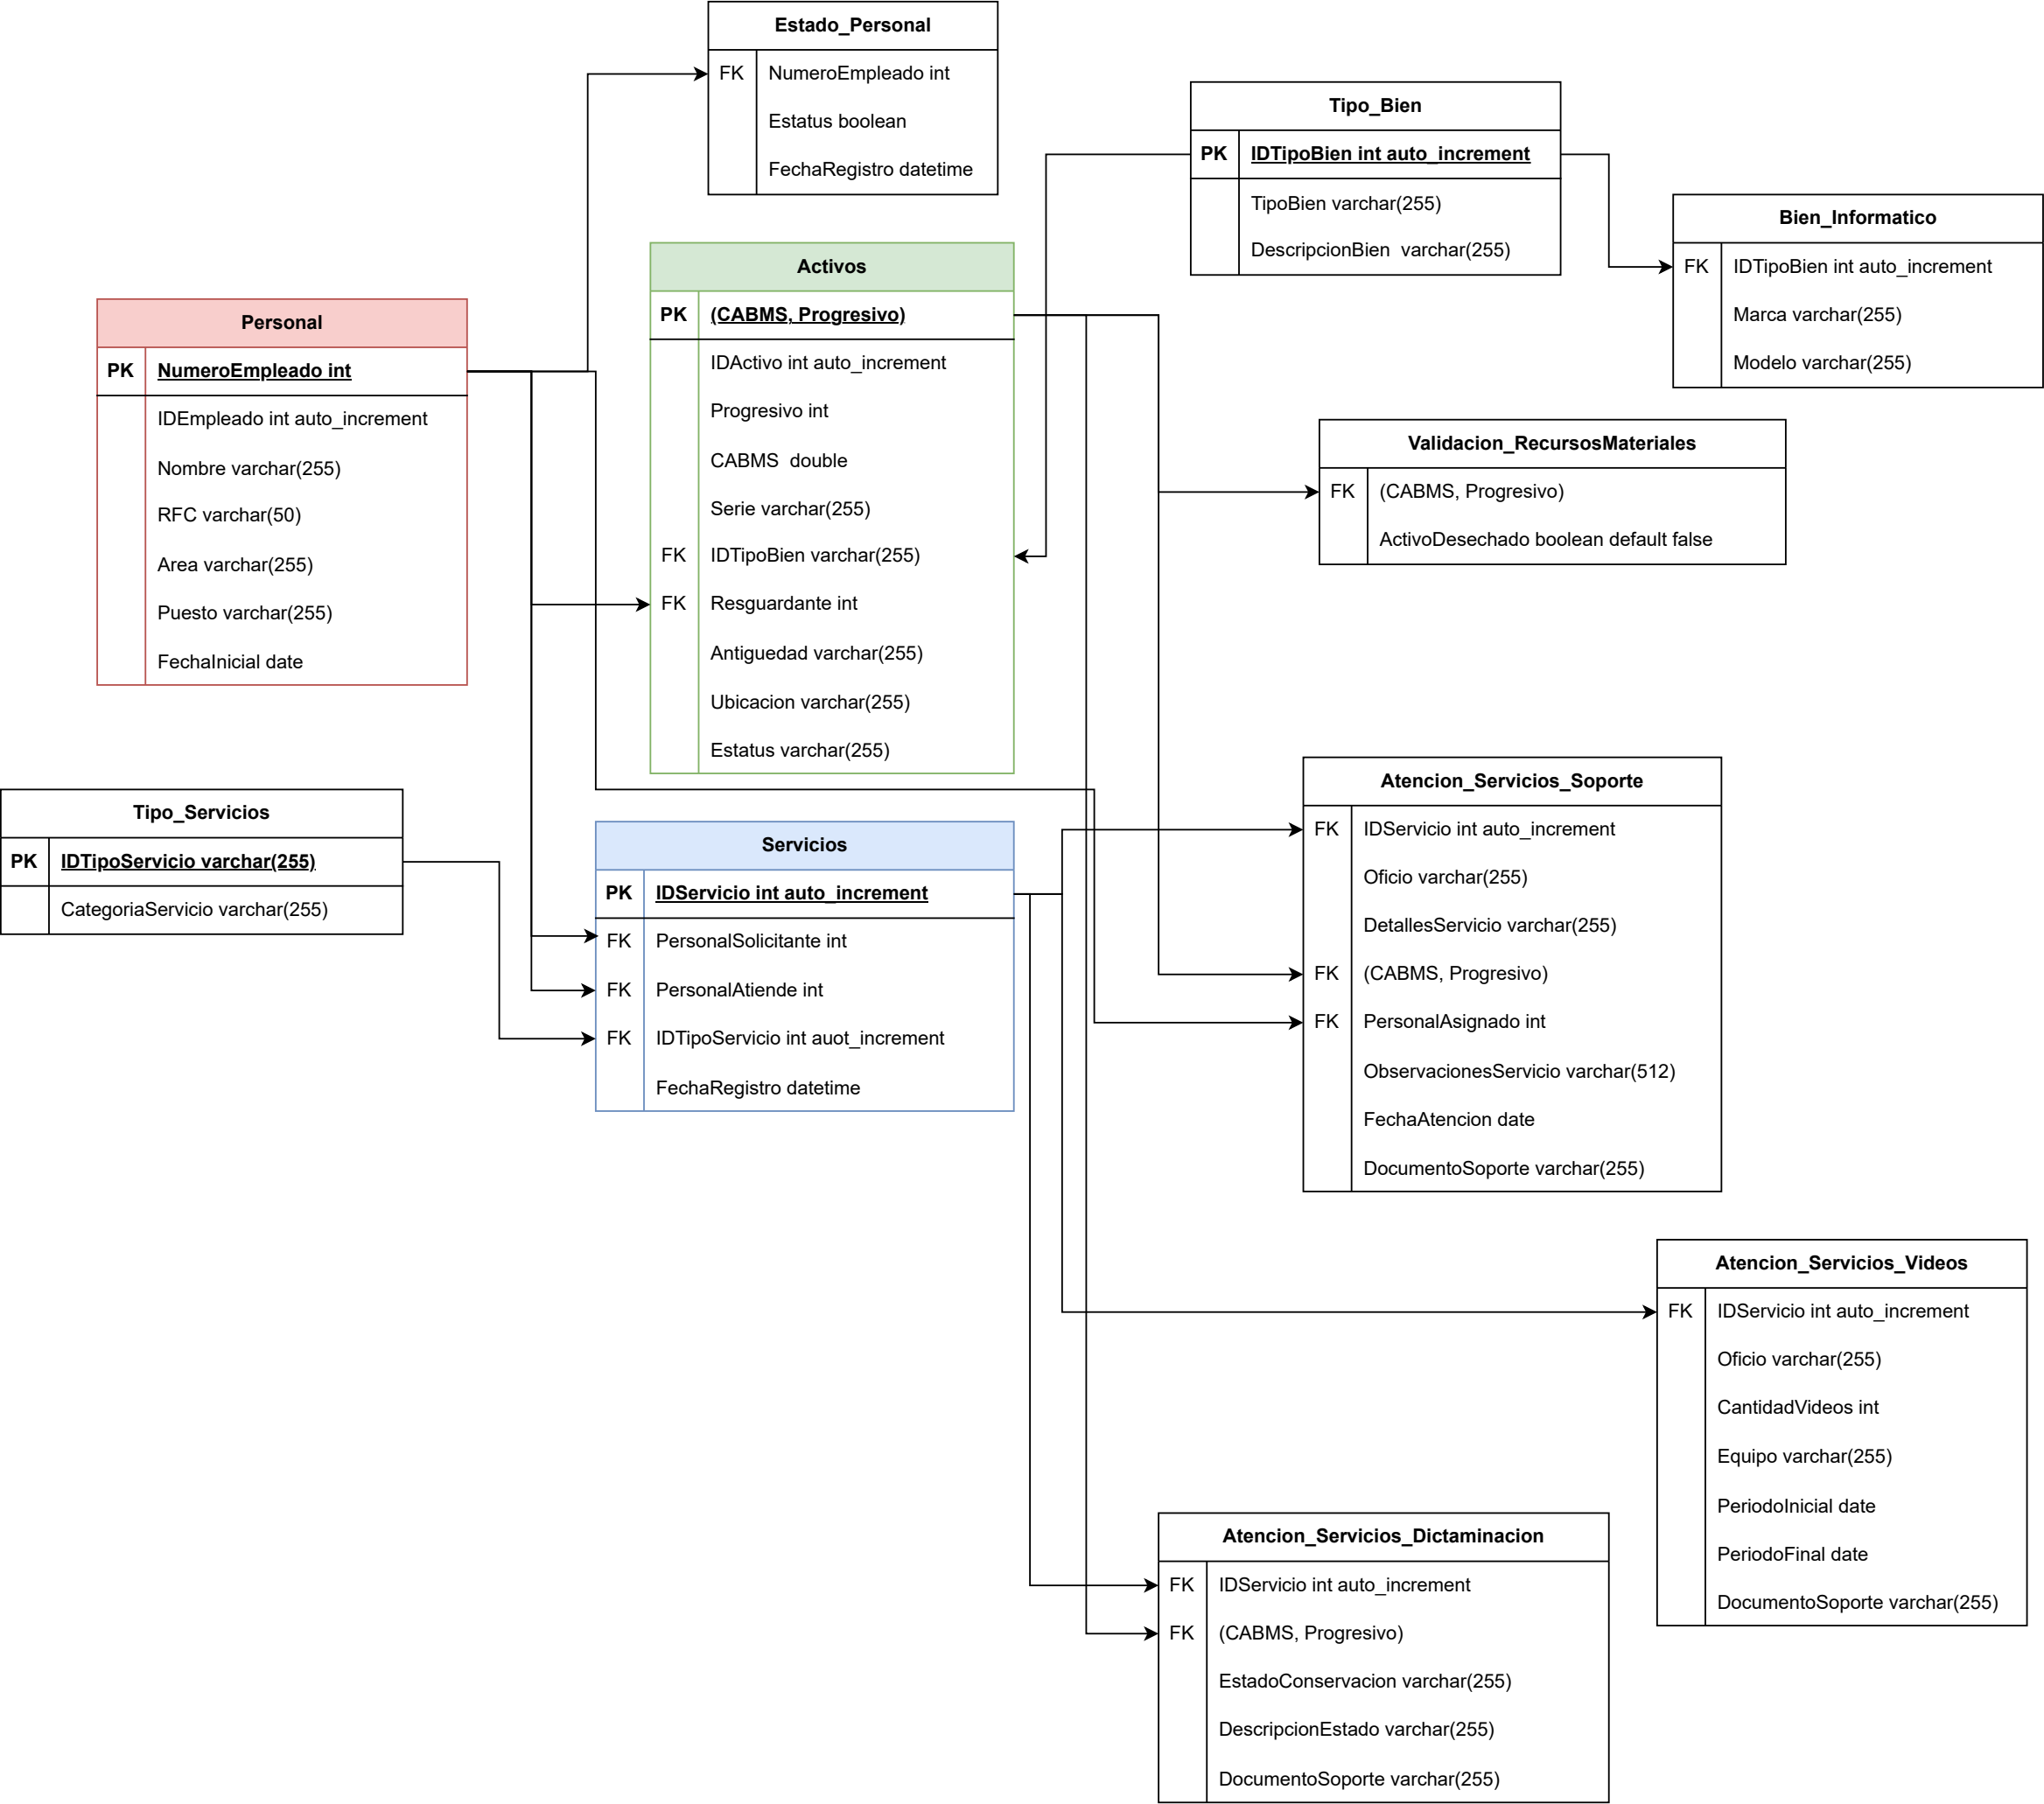 Estado_Personal
FK NumeroEmpleado int
Estatus boolean
FechaRegistro datetime
Tipo_Bien
PK IDTipoBien int auto_increment
TipoBien varchar(255)
DescripcionBien varchar(255)
Bien_Informatico
FK IDTipoBien int auto_increment
Marca varchar(255)
Modelo varchar(255)
Activos
PK (CABMS, Progresivo)
IDActivo int auto_increment
Progresivo int
CABMS double
Serie varchar(255)
FK IDTipoBien varchar(255)
FK Resguardante int
Antiguedad varchar(255)
Ubicacion varchar(255)
Estatus varchar(255)
Personal
PK NumeroEmpleado int
IDEmpleado int auto_increment
Nombre varchar(255)
RFC varchar(50)
Area varchar(255)
Puesto varchar(255)
FechaInicial date
Validacion_RecursosMateriales
FK (CABMS, Progresivo)
ActivoDesechado boolean default false
Tipo_Servicios
PK IDTipoServicio varchar(255)
CategoriaServicio varchar(255)
Servicios
PK IDServicio int auto_increment
FK PersonalSolicitante int
FK PersonalAtiende int
FK IDTipoServicio int auot_increment
FechaRegistro datetime
Atencion_Servicios_Soporte
FK IDServicio int auto_increment
Oficio varchar(255)
DetallesServicio varchar(255)
FK (CABMS, Progresivo)
FK PersonalAsignado int
ObservacionesServicio varchar(512)
FechaAtencion date
DocumentoSoporte varchar(255)
Atencion_Servicios_Videos
FK IDServicio int auto_increment
Oficio varchar(255)
CantidadVideos int
Equipo varchar(255)
PeriodoInicial date
PeriodoFinal date
DocumentoSoporte varchar(255)
Atencion_Servicios_Dictaminacion
FK IDServicio int auto_increment
FK (CABMS, Progresivo)
EstadoConservacion varchar(255)
DescripcionEstado varchar(255)
DocumentoSoporte varchar(255)